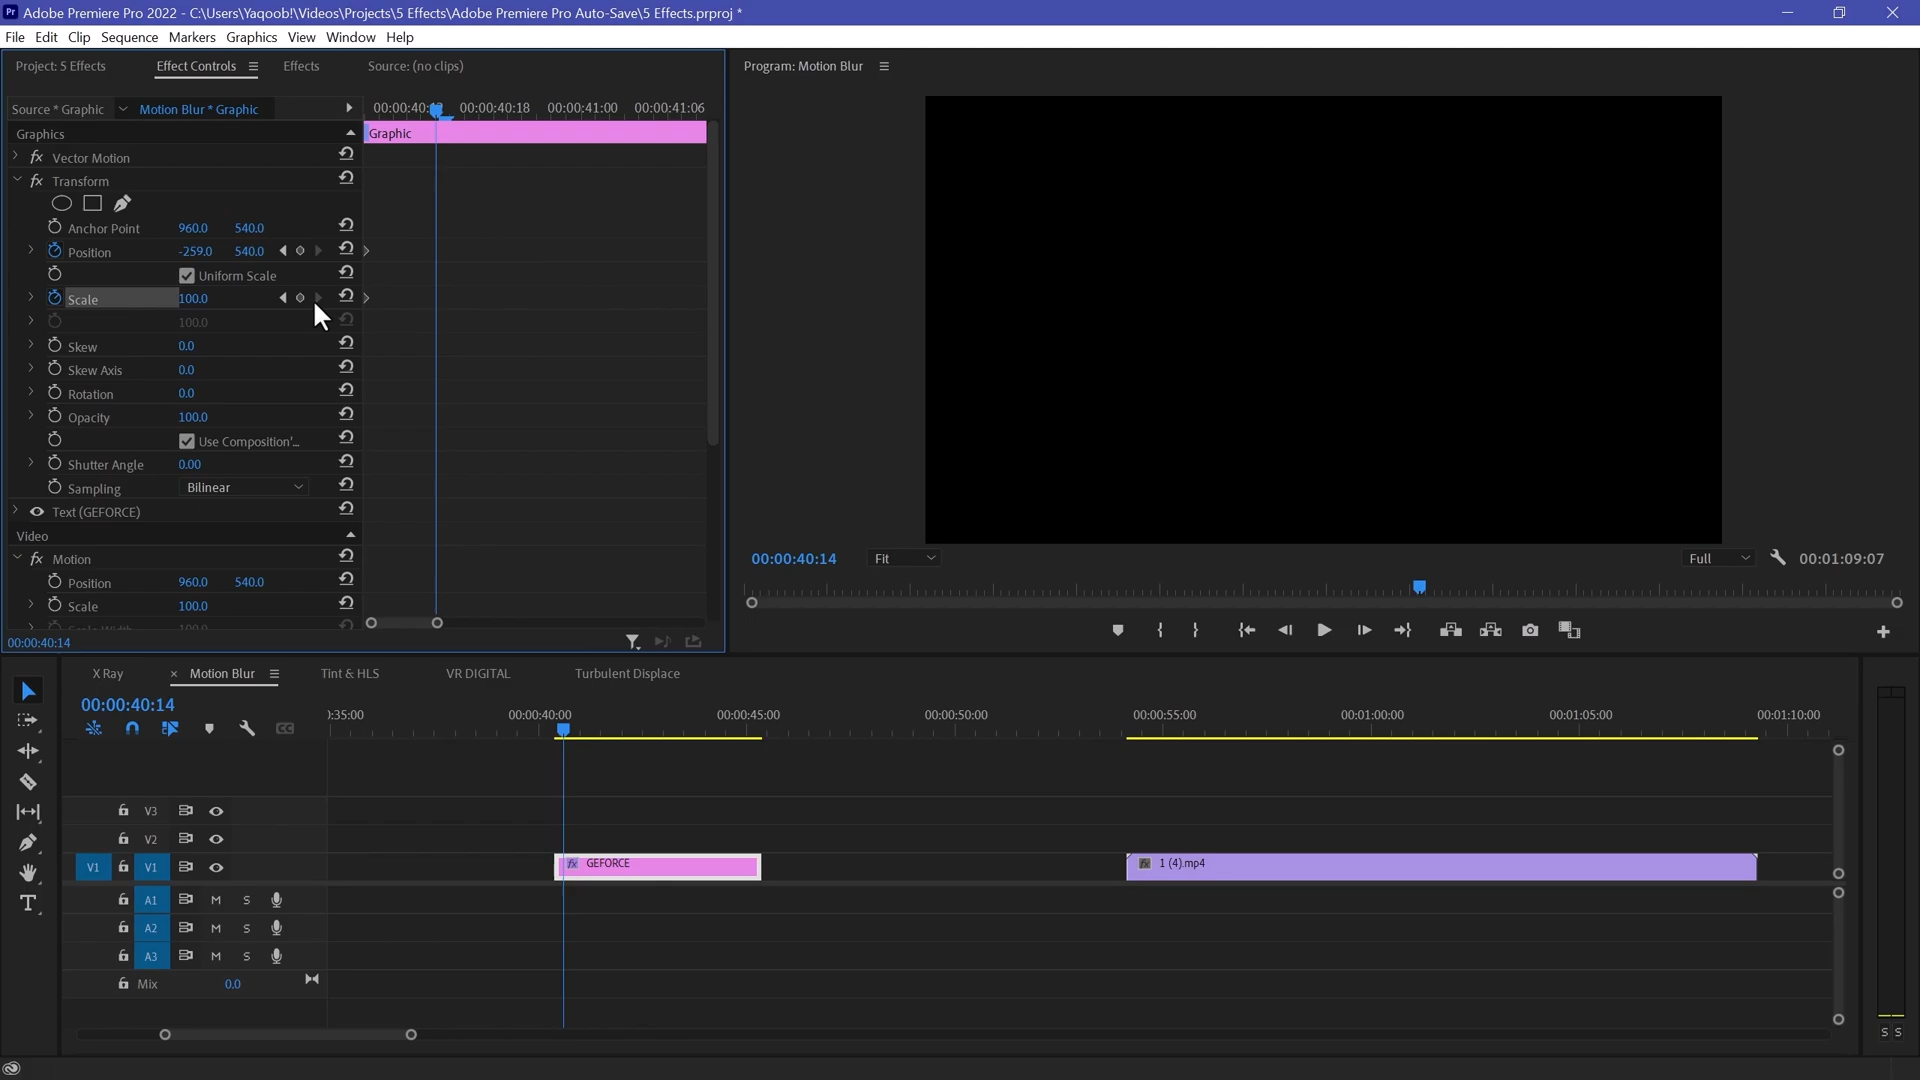 Adobe Premiere Pro 2022 - C:\Users\Yaqoob!\Videos\Projects\5 Effects\Adobe Premiere Pro Auto-Save\5 Effects.prproj *
File Edit Clip Sequence Markers Graphics View Window Help
Project: 5 Effects Effect Controls Effects Source: (no clips) Program: Motion Blur
Source * Graphic Motion Blur * Graphic 00:00:40:18 00:00:41:00 00:00:41:06
Graphics Graphic
fx Vector Motion
fx Transform
Anchor Point 960.0 540.0
Position -259.0 540.0
Uniform Scale
Scale 100.0
100.0
Skew 0.0
Skew Axis 0.0
Rotation 0.0
Opacity 100.0
Use Composition'...
Shutter Angle 0.00
Sampling Bilinear
Text (GEFORCE)
Video
fx Motion
Position 960.0 540.0
Scale 100.0
Scale Width 100.0
00:00:40:14
00:00:40:14 Fit Full 00:01:09:07
X Ray × Motion Blur Tint & HLS VR DIGITAL Turbulent Displace
00:00:40:14
):35:00 00:00:40:00 00:00:45:00 00:00:50:00 00:00:55:00 00:01:00:00 00:01:05:00 00:01:10:00
V3
V2
V1 V1 fx GEFORCE fx 1 (4).mp4
A1 M S
A2 M S
A3 M S
Mix 0.0
S S